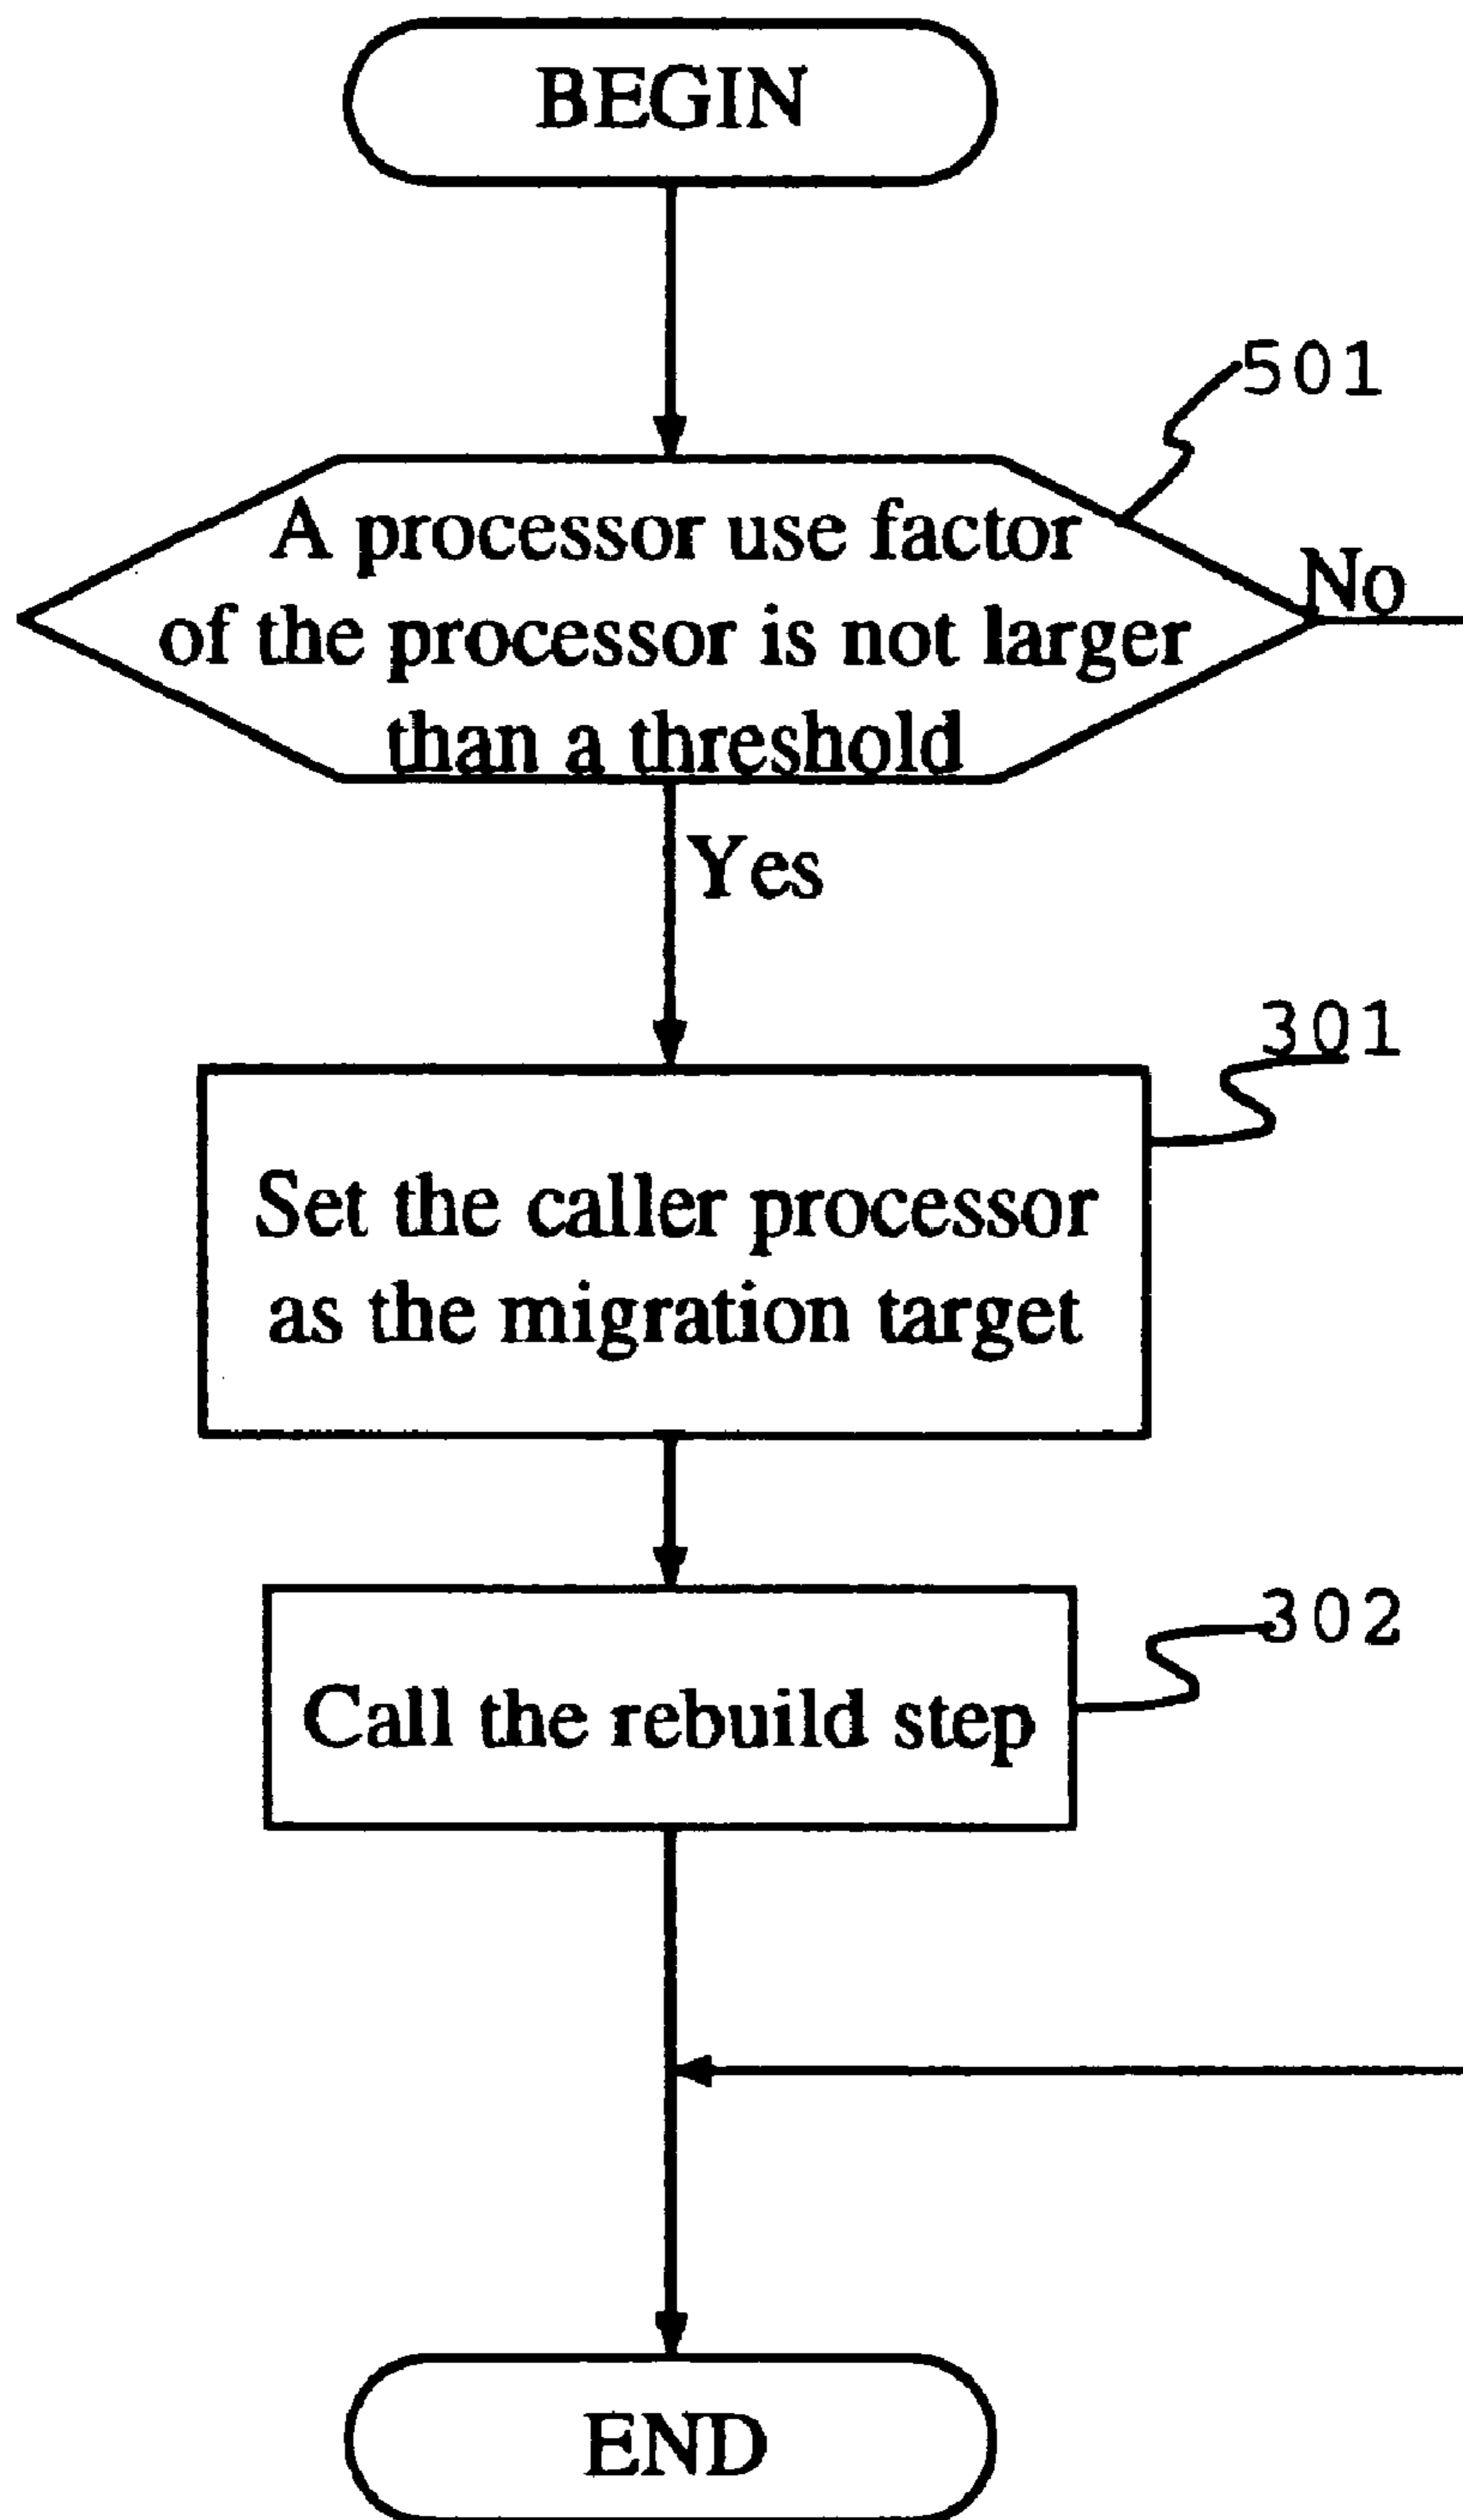 BEGIN
501
A processor use factor
of the processor is not larger
than a threshold
No
Yes
301
Set the caller processor
as the migration target
302
Call the rebuild step
END